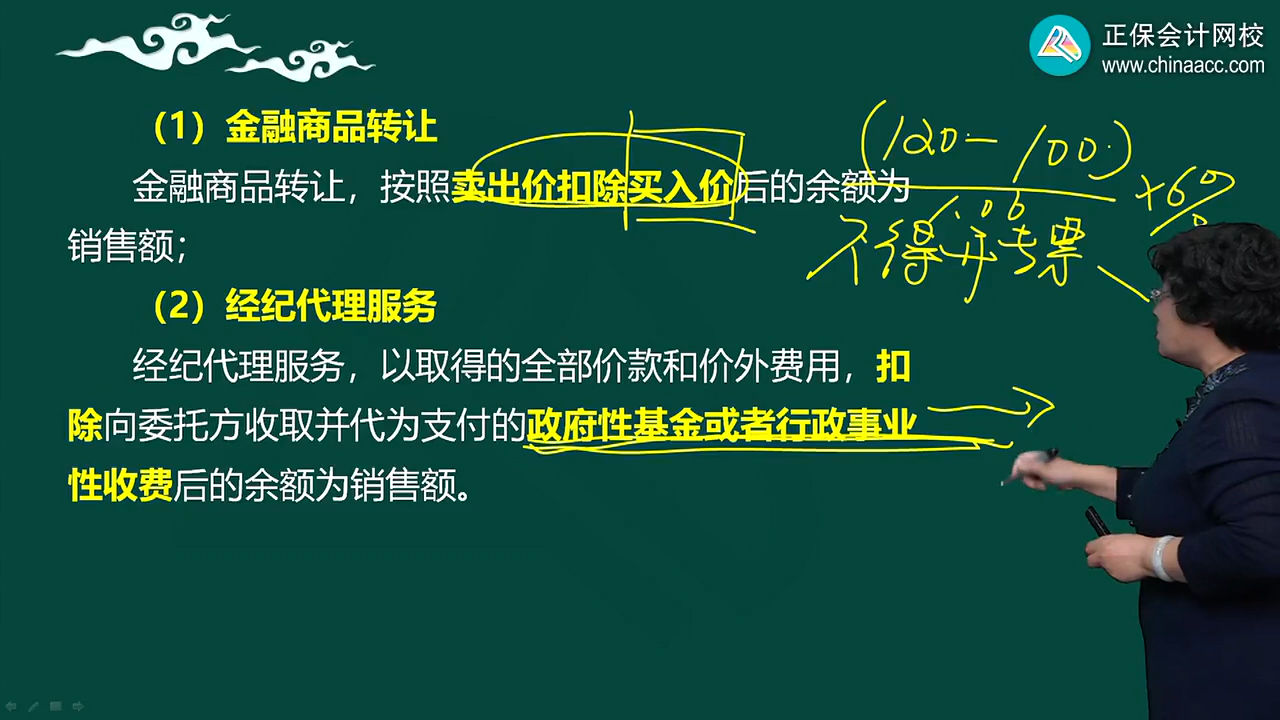 正保会计网校
www.chinaacc.com
（1）金融商品转让
(120-100)
×6%
1.06
金融商品转让，按照卖出价扣除买入价后的余额为
不得开专票
销售额；
（2）经纪代理服务
经纪代理服务，以取得的全部价款和价外费用，扣
除向委托方收取并代为支付的政府性基金或者行政事业
性收费后的余额为销售额。